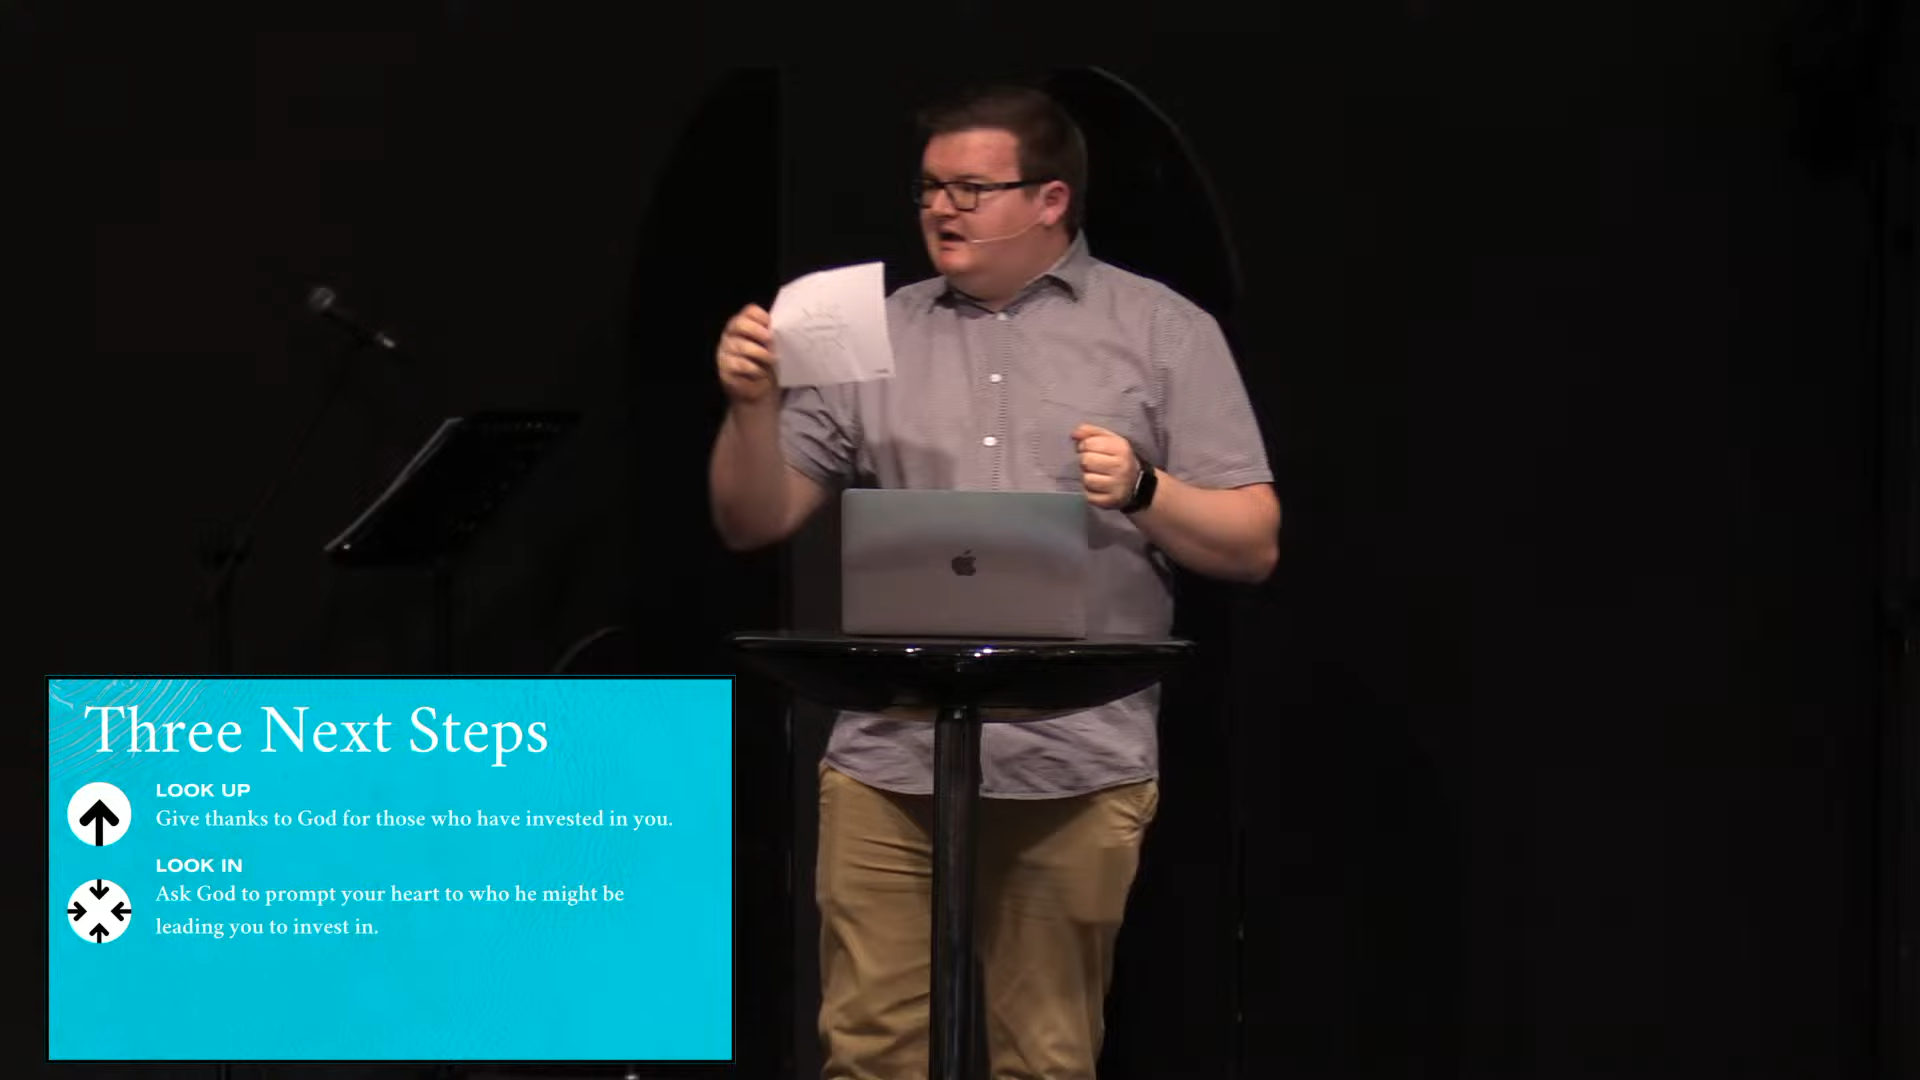 Three Next Steps
LOOK UP
Give thanks to God for those who have invested in you.
LOOK IN
Ask God to prompt your heart to who he might be
leading you to invest in.